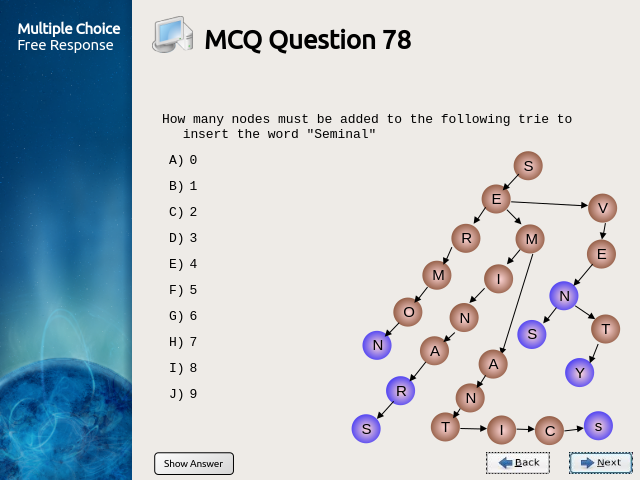 Multiple Choice
Free Response
MCQ Question 78
How many nodes must be added to the following trie to
insert the word "Seminal"
A) 0
B) 1
C) 2
D) 3
E) 4
F) 5
G) 6
H) 7
I) 8
J) 9
S
E
V
R
M
E
M
I
N
O
N
S
T
N
A
A
Y
R
N
S
T
I
C
s
Show Answer
Back
Next